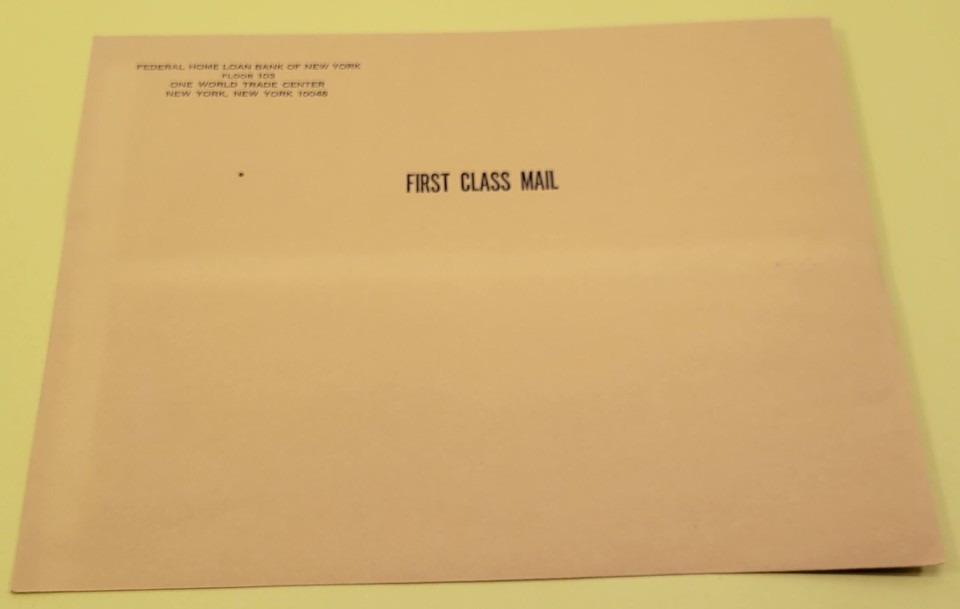 FEDERAL HOME LOAN BANK OF NEW YORK
FLOOR 103
ONE WORLD TRADE CENTER
NEW YORK, NEW YORK 10048
FIRST CLASS MAIL